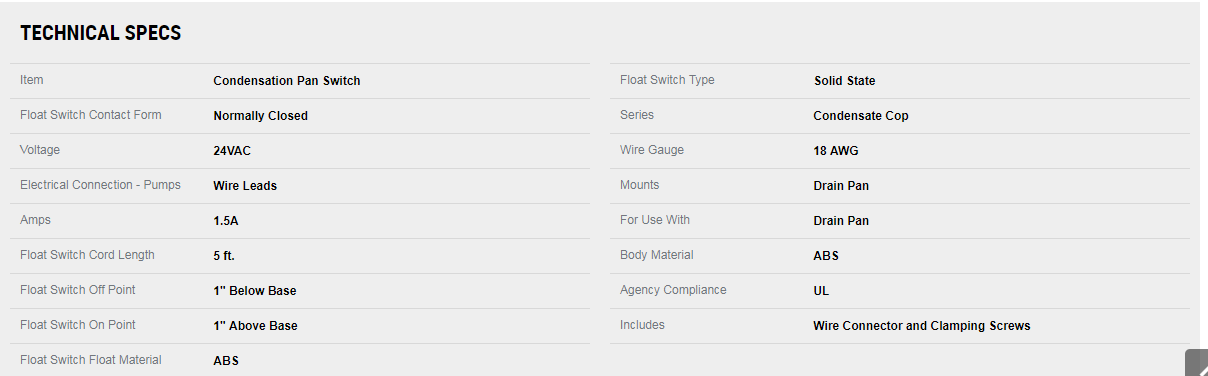 TECHNICAL SPECS
Item Condensation Pan Switch
Float Switch Contact Form Normally Closed
Voltage 24VAC
Electrical Connection - Pumps Wire Leads
Amps 1.5A
Float Switch Cord Length 5 ft.
Float Switch Off Point 1" Below Base
Float Switch On Point 1" Above Base
Float Switch Float Material ABS
Float Switch Type Solid State
Series Condensate Cop
Wire Gauge 18 AWG
Mounts Drain Pan
For Use With Drain Pan
Body Material ABS
Agency Compliance UL
Includes Wire Connector and Clamping Screws